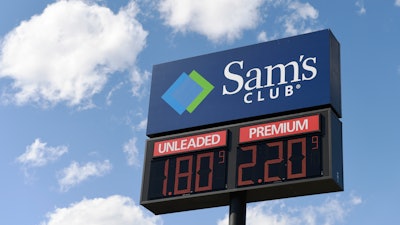 Sam's
CLUB®
UNLEADED PREMIUM
1.80 9 2.20 9